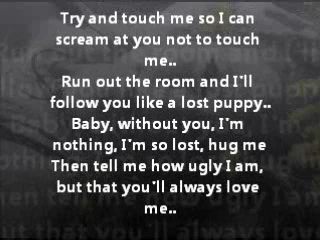 Try and touch me so I can
scream at you not to touch
me..
Run out the room and I'll
follow you like a lost puppy..
Baby, without you, I'm
nothing, I'm so lost, hug me
Then tell me how ugly I am,
but that you'll always love
me..